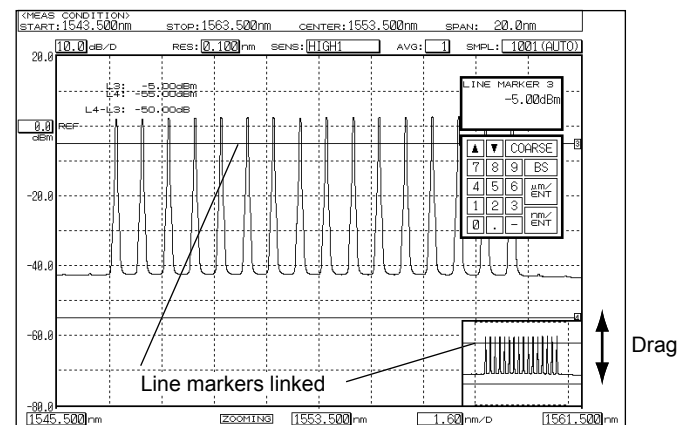 <MEAS CONDITION>
START:1543.500nm STOP:1563.500nm CENTER:1553.500nm SPAN: 20.0nm
10.0 dB/D RES:0.100 nm SENS:HIGH1 AVG: 1 SMPL: 1001(AUTO)
20.0
L3: -5.00dBm
L4: -55.00dBm
L4-L3: -50.00dB
LINE MARKER 3
-5.00dBm
0.0 REF
dBm
3
▲ ▼ COARSE
7 8 9 BS
4 5 6 µm/ENT
1 2 3
0 . - nm/ENT
-20.0
-40.0
4
-60.0
Drag
Line markers linked
-80.0
1545.500nm ZOOMING 1553.500nm 1.60nm/D 1561.500nm